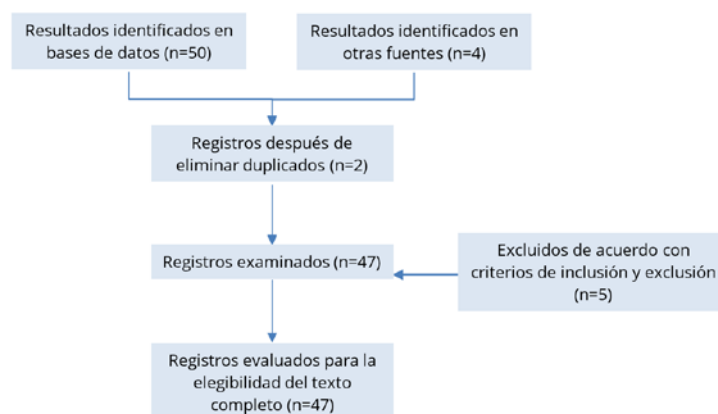 Resultados identificados en
bases de datos (n=50)
Resultados identificados en
otras fuentes (n=4)
Registros después de
eliminar duplicados (n=2)
Registros examinados (n=47)
Excluidos de acuerdo con
criterios de inclusión y exclusión
(n=5)
Registros evaluados para la
elegibilidad del texto
completo (n=47)